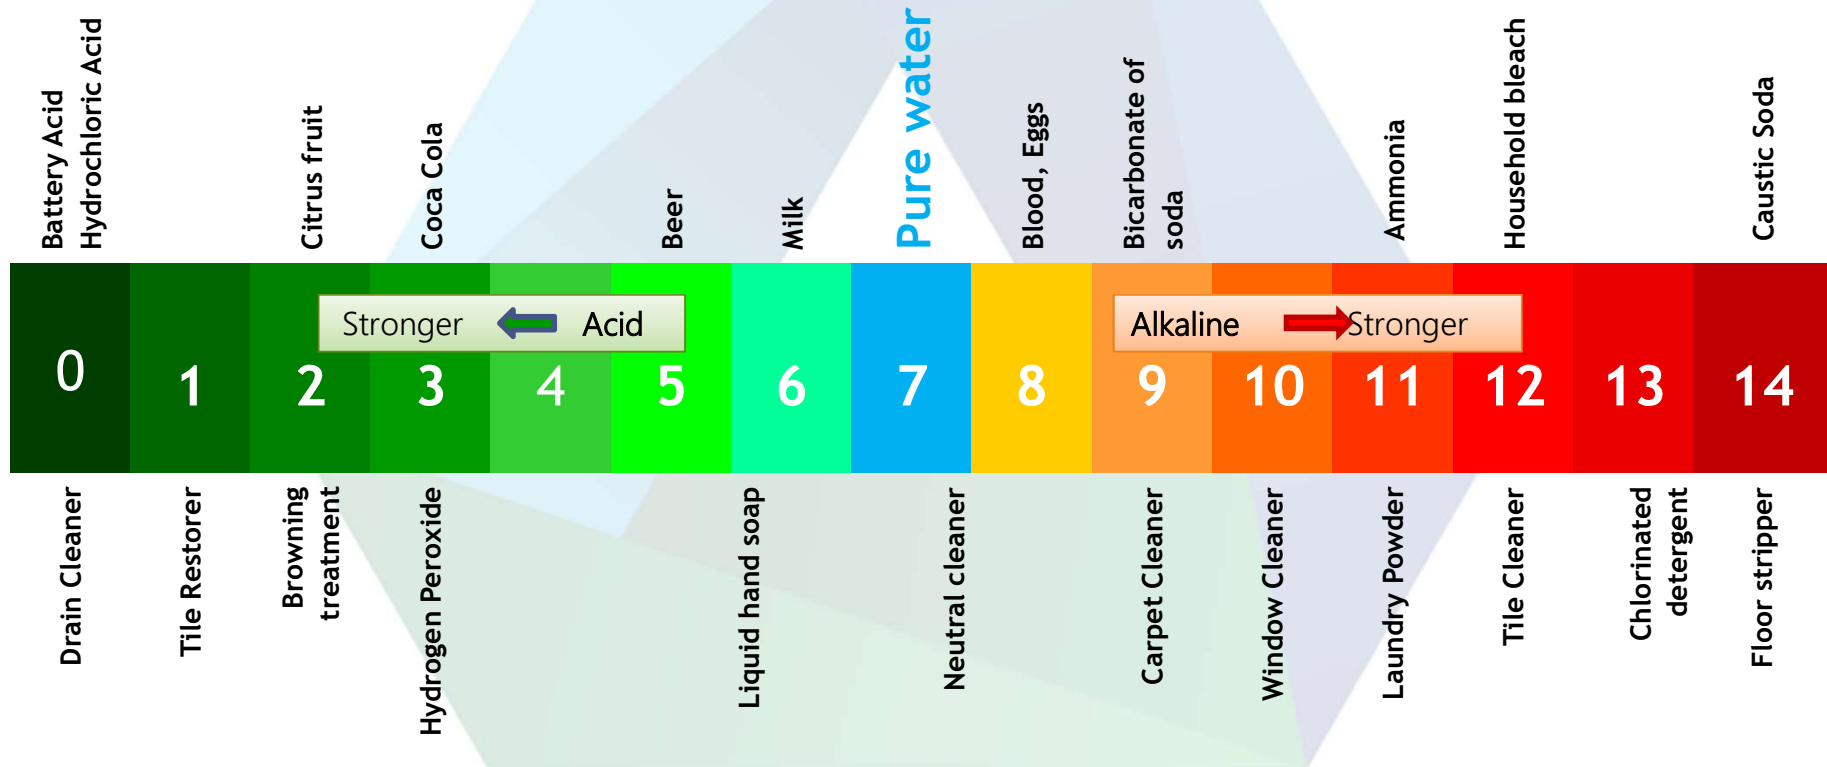 Battery Acid
Hydrochloric Acid
Citrus fruit
Coca Cola
Beer
Milk
Pure water
Blood, Eggs
Bicarbonate of
soda
Ammonia
Household bleach
Caustic Soda
Stronger Acid
Alkaline Stronger
0 1 2 3 4 5 6 7 8 9 10 11 12 13 14
Drain Cleaner
Tile Restorer
Browning
treatment
Hydrogen Peroxide
Liquid hand soap
Neutral cleaner
Carpet Cleaner
Window Cleaner
Laundry Powder
Tile Cleaner
Chlorinated
detergent
Floor stripper